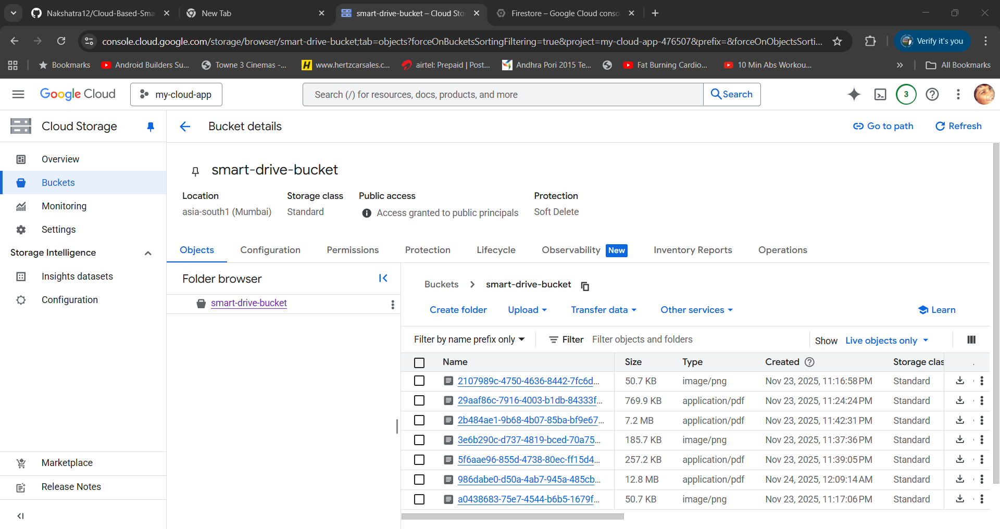 Nakshatra12/Cloud-Based-Sma
New Tab
smart-drive-bucket – Cloud Sto
Firestore – Google Cloud conso
console.cloud.google.com/storage/browser/smart-drive-bucket;tab=objects?forceOnBucketsSortingFiltering=true&project=my-cloud-app-476507&prefix=&forceOnObjectsSorti...
Verify it's you
Bookmarks
Android Builders Su...
Towne 3 Cinemas -...
www.hertzcarsales.c...
airtel: Prepaid | Post...
Andhra Pori 2015 Te...
Fat Burning Cardio...
10 Min Abs Workou...
All Bookmarks
Google Cloud
my-cloud-app
Search (/) for resources, docs, products, and more
Search
3
Cloud Storage
Bucket details
Go to path
Refresh
Overview
Buckets
Monitoring
Settings
Storage Intelligence
Insights datasets
Configuration
Marketplace
Release Notes
smart-drive-bucket
Location
Storage class
Public access
Protection
asia-south1 (Mumbai)
Standard
Access granted to public principals
Soft Delete
Objects
Configuration
Permissions
Protection
Lifecycle
Observability New
Inventory Reports
Operations
Folder browser
smart-drive-bucket
Buckets
smart-drive-bucket
Create folder
Upload
Transfer data
Other services
Learn
Filter by name prefix only
Filter
Filter objects and folders
Show
Live objects only
Name Size Type Created Storage clas
2107989c-4750-4636-8442-7fc6d... 50.7 KB image/png Nov 23, 2025, 11:16:58 PM Standard
29aaf86c-7916-4003-b1db-84333f... 769.9 KB application/pdf Nov 23, 2025, 11:24:24 PM Standard
2b484ae1-9b68-4b07-85ba-bf9e67... 7.2 MB application/pdf Nov 23, 2025, 11:42:31 PM Standard
3e6b290c-d737-4819-bced-70a75... 185.7 KB image/png Nov 23, 2025, 11:37:36 PM Standard
5f6aae96-855d-4738-80ec-ff15d4... 257.2 KB application/pdf Nov 23, 2025, 11:39:05 PM Standard
986dabe0-d50a-4ab7-945a-485cb... 12.8 MB application/pdf Nov 24, 2025, 12:09:14 AM Standard
a0438683-75e7-4544-b6b5-1679f... 50.7 KB image/png Nov 23, 2025, 11:17:06 PM Standard